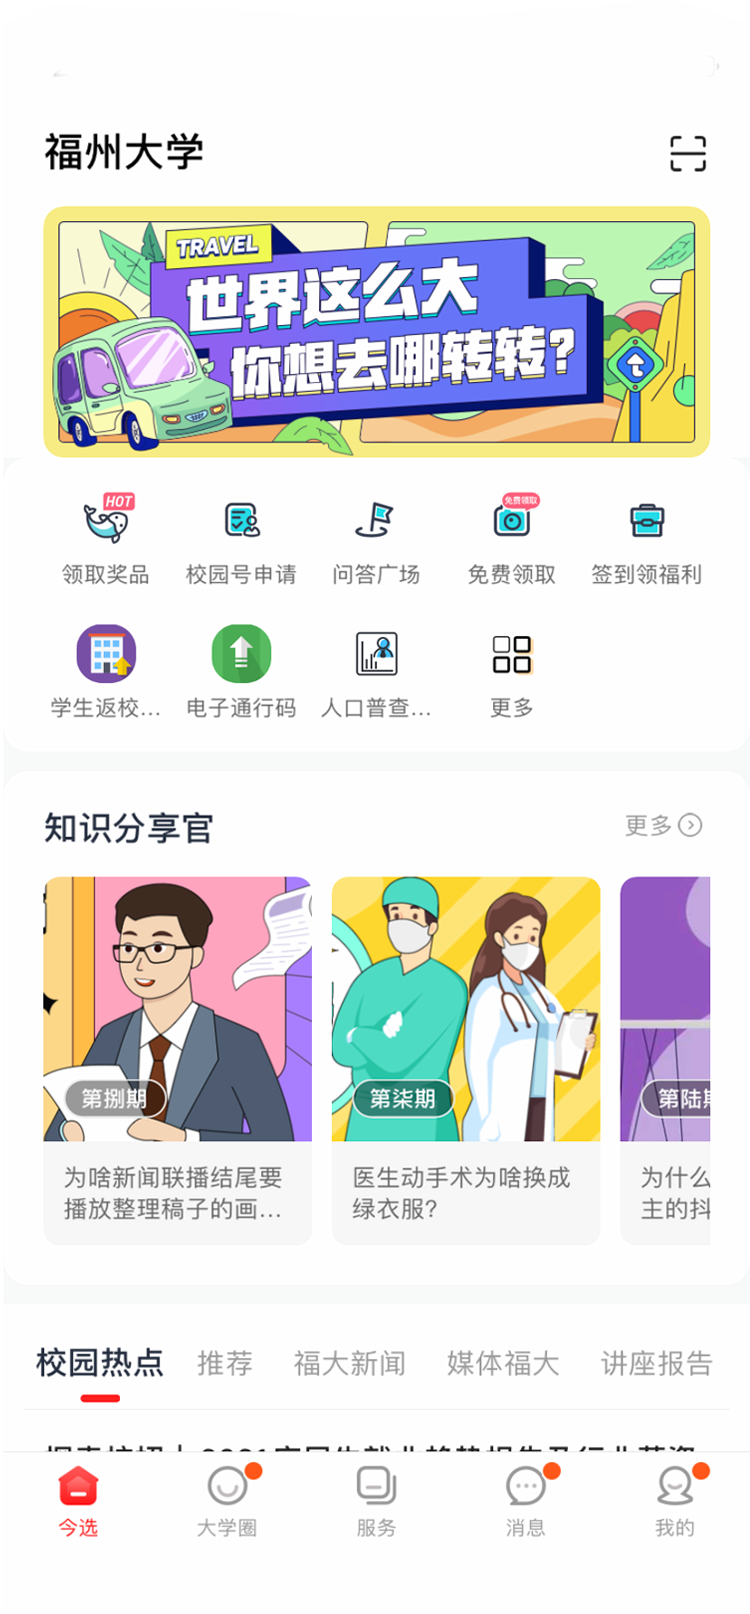 福州大学
TRAVEL
世界这么大
你想去哪转转?
HOT
免费领取
领取奖品
校园号申请
问答广场
免费领取
签到领福利
学生返校...
电子通行码
人口普查...
更多
知识分享官
更多
第捌期
第柒期
第陆期
为啥新闻联播结尾要
播放整理稿子的画...
医生动手术为啥换成
绿衣服?
为什么
主的抖
校园热点
推荐
福大新闻
媒体福大
讲座报告
今选
大学圈
服务
消息
我的